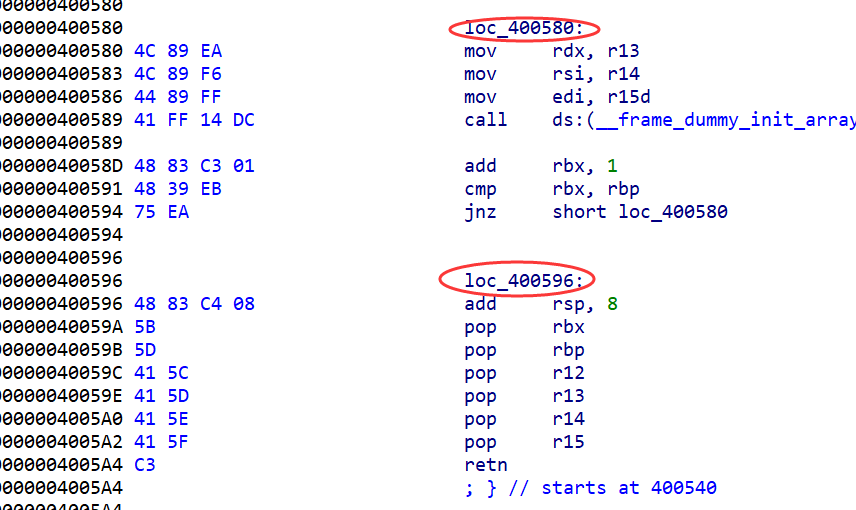 000000400580
000000400580 loc_400580:
000000400580 4C 89 EA mov rdx, r13
000000400583 4C 89 F6 mov rsi, r14
000000400586 44 89 FF mov edi, r15d
000000400589 41 FF 14 DC call ds:(__frame_dummy_init_array
000000400589
00000040058D 48 83 C3 01 add rbx, 1
000000400591 48 39 EB cmp rbx, rbp
000000400594 75 EA jnz short loc_400580
000000400594
000000400596
000000400596 loc_400596:
000000400596 48 83 C4 08 add rsp, 8
00000040059A 5B pop rbx
00000040059B 5D pop rbp
00000040059C 41 5C pop r12
00000040059E 41 5D pop r13
0000004005A0 41 5E pop r14
0000004005A2 41 5F pop r15
0000004005A4 C3 retn
0000004005A4 ; } // starts at 400540
0000004005A4